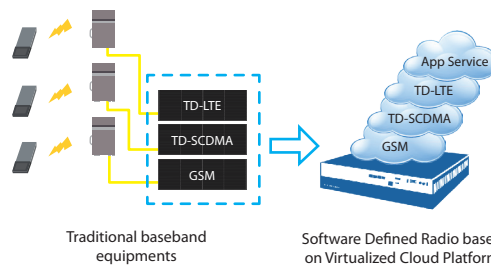 TD-LTE
TD-SCDMA
GSM
App Service
TD-LTE
TD-SCDMA
GSM
Traditional baseband
equipments
Software Defined Radio base
on Virtualized Cloud Platform